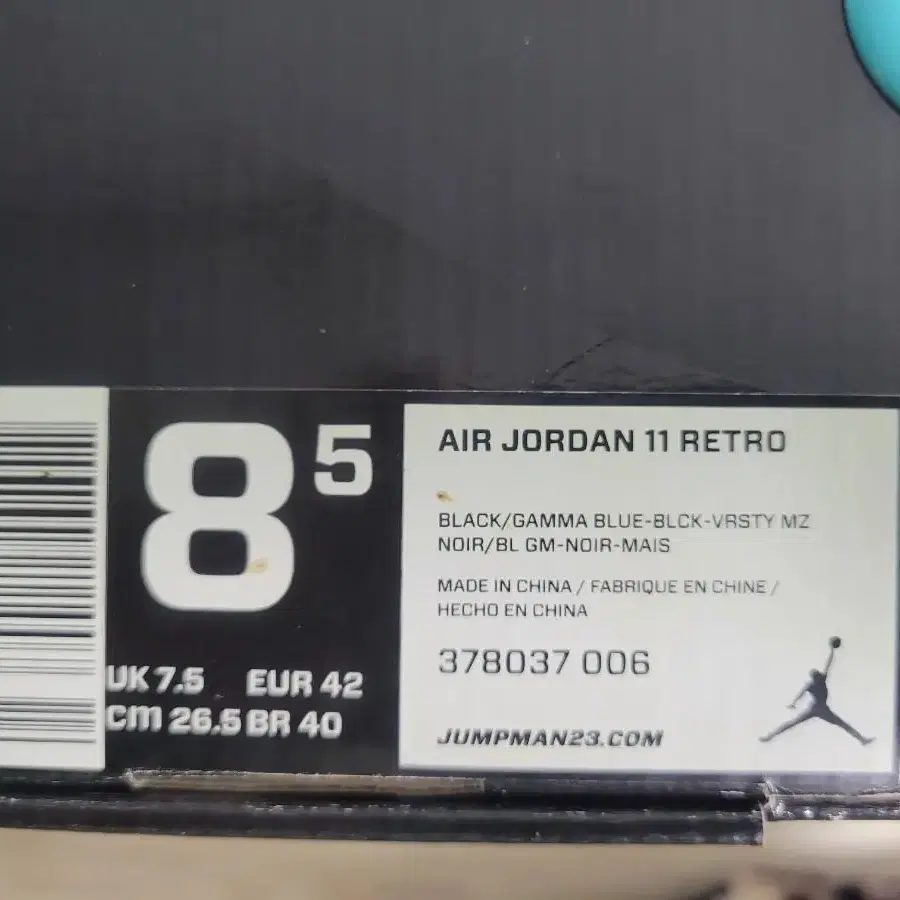 8 5
UK 7.5 EUR 42
CM 26.5 BR 40
AIR JORDAN 11 RETRO
BLACK/GAMMA BLUE-BLCK-VRSTY MZ
NOIR/BL GM-NOIR-MAIS
MADE IN CHINA / FABRIQUE EN CHINE /
HECHO EN CHINA
378037 006
JUMPMAN23.COM